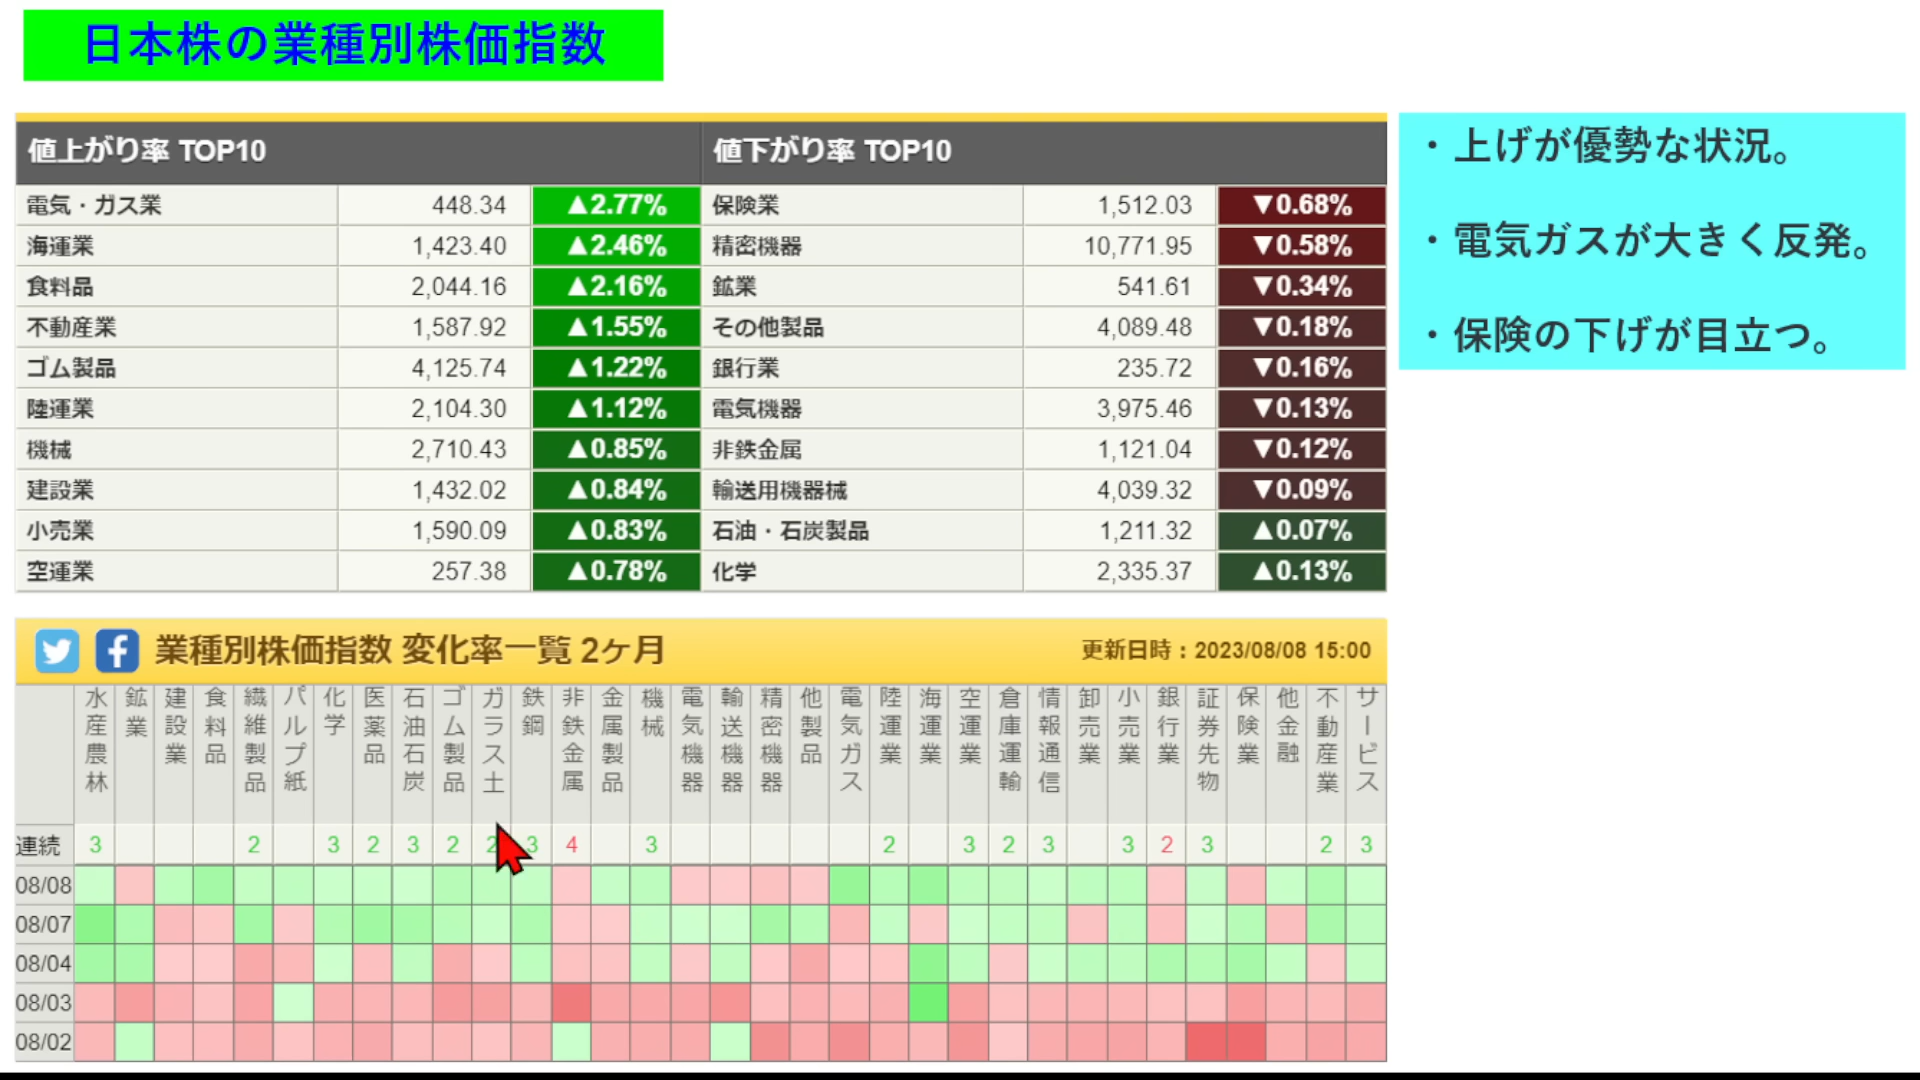 日本株の業種別株価指数
値上がり率 TOP10 値下がり率 TOP10
電気・ガス業 448.34 ▲2.77% 保険業 1,512.03 ▼0.68%
海運業 1,423.40 ▲2.46% 精密機器 10,771.95 ▼0.58%
食料品 2,044.16 ▲2.16% 鉱業 541.61 ▼0.34%
不動産業 1,587.92 ▲1.55% その他製品 4,089.48 ▼0.18%
ゴム製品 4,125.74 ▲1.22% 銀行業 235.72 ▼0.16%
陸運業 2,104.30 ▲1.12% 電気機器 3,975.46 ▼0.13%
機械 2,710.43 ▲0.85% 非鉄金属 1,121.04 ▼0.12%
建設業 1,432.02 ▲0.84% 輸送用機器械 4,039.32 ▼0.09%
小売業 1,590.09 ▲0.83% 石油・石炭製品 1,211.32 ▲0.07%
空運業 257.38 ▲0.78% 化学 2,335.37 ▲0.13%
・上げが優勢な状況。
・電気ガスが大きく反発。
・保険の下げが目立つ。
業種別株価指数 変化率一覧 2ケ月 更新日時：2023/08/08 15:00
水産農林 鉱業 建設業 食料品 繊維製品 パルプ紙 化学 医薬品 石油石炭 ゴム製品 ガラス土 鉄鋼 非鉄金属 金属製品 機械 電気機器 輸送機器 精密機器 他製品 電気ガス 陸運業 海運業 空運業 倉庫運輸 情報通信 卸売業 小売業 銀行業 証券先物 保険業 他金融 不動産業 サービス
連続 3 2 3 2 3 2 2 3 4 3 2 3 2 3 3 2 3 2 3
08/08
08/07
08/04
08/03
08/02